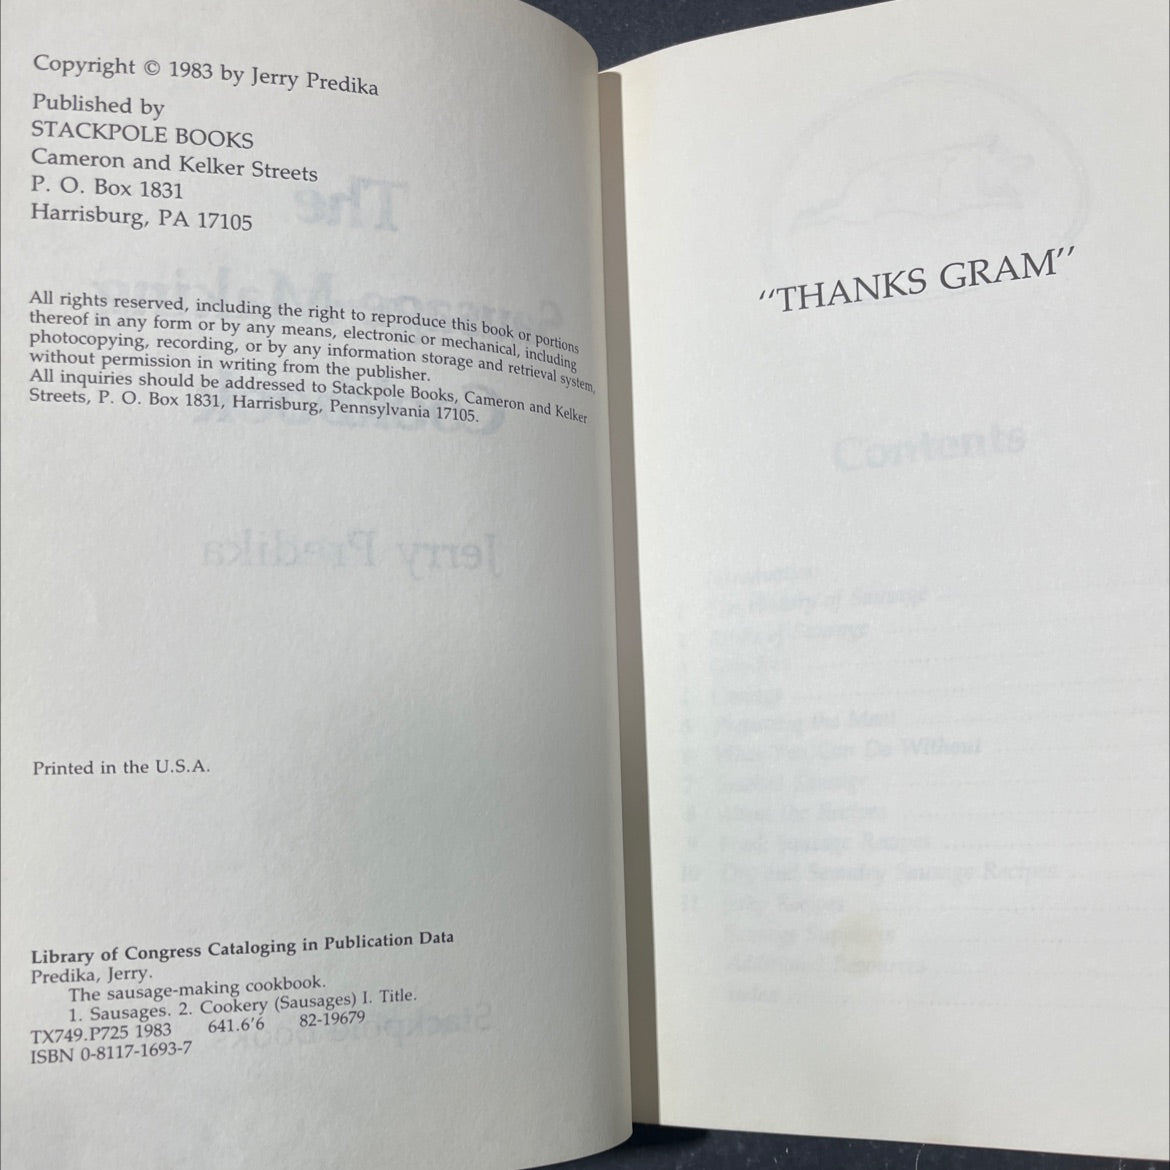 Copyright © 1983 by Jerry Predika
Published by
STACKPOLE BOOKS
Cameron and Kelker Streets
P. O. Box 1831
Harrisburg, PA 17105
All rights reserved, including the right to reproduce this book or portions
thereof in any form or by any means, electronic or mechanical, including
photocopying, recording, or by any information storage and retrieval system,
without permission in writing from the publisher.
All inquiries should be addressed to Stackpole Books, Cameron and Kelker
Streets, P. O. Box 1831, Harrisburg, Pennsylvania 17105.
Printed in the U.S.A.
Library of Congress Cataloging in Publication Data
Predika, Jerry.
The sausage-making cookbook.
1. Sausages. 2. Cookery (Sausages) I. Title.
TX749.P725 1983 641.6'6 82-19679
ISBN 0-8117-1693-7
"THANKS GRAM"
Contents